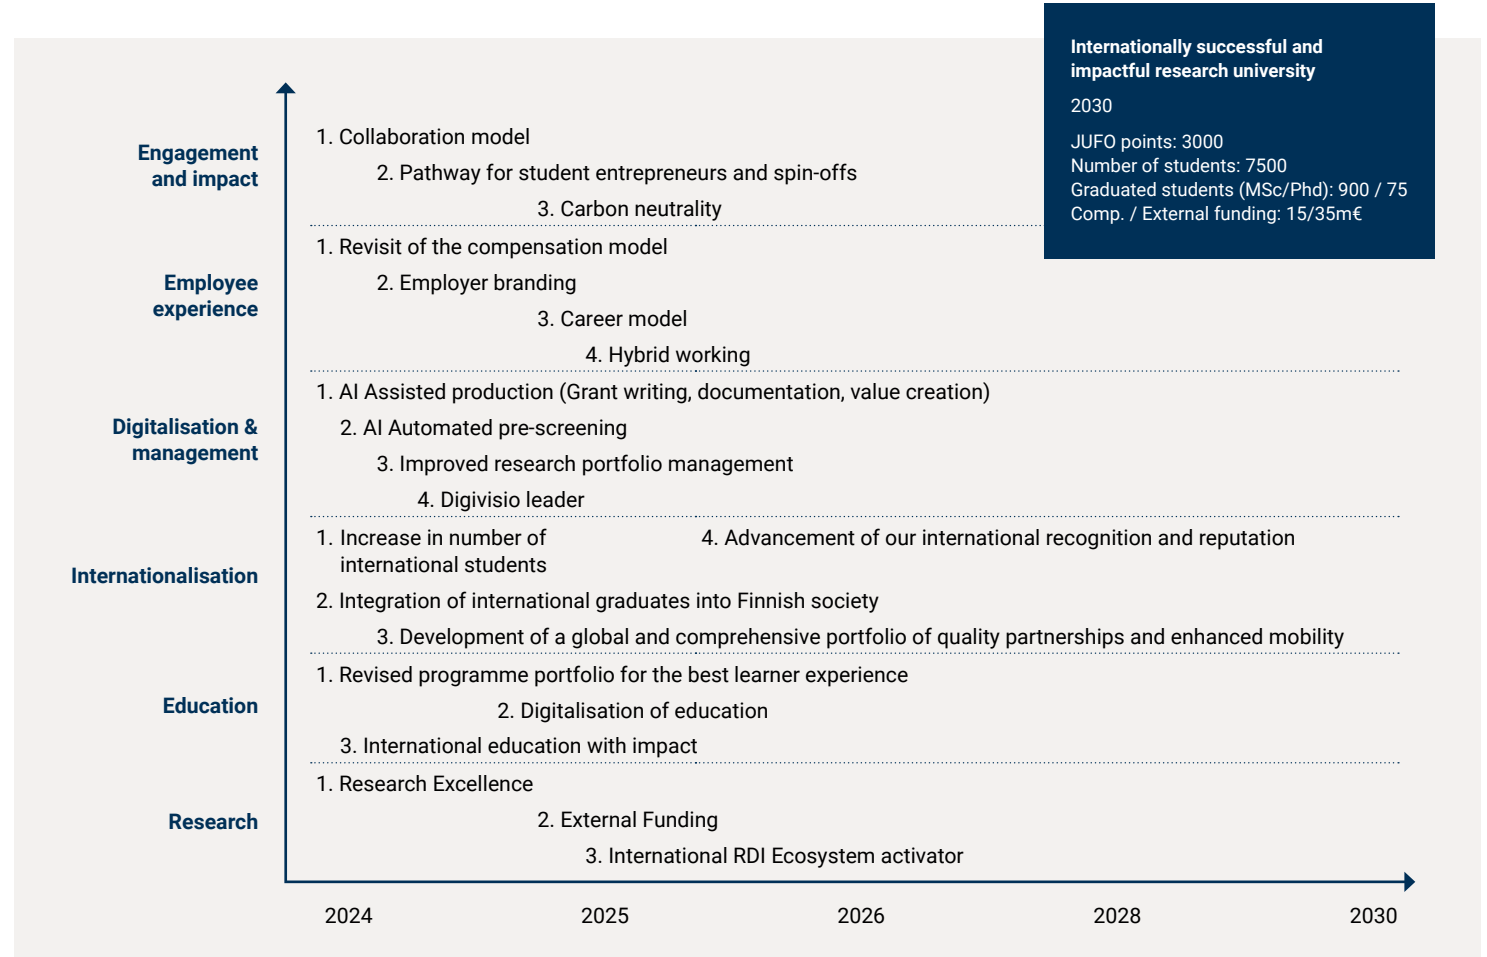 Internationally successful and
impactful research university
2030
JUFO points: 3000
Number of students: 7500
Graduated students (MSc/Phd): 900 / 75
Comp. / External funding: 15/35m€
Engagement
and impact
1. Collaboration model
2. Pathway for student entrepreneurs and spin-offs
3. Carbon neutrality
Employee
experience
1. Revisit of the compensation model
2. Employer branding
3. Career model
4. Hybrid working
Digitalisation &
management
1. AI Assisted production (Grant writing, documentation, value creation)
2. AI Automated pre-screening
3. Improved research portfolio management
4. Digivisio leader
Internationalisation
1. Increase in number of
international students
4. Advancement of our international recognition and reputation
2. Integration of international graduates into Finnish society
3. Development of a global and comprehensive portfolio of quality partnerships and enhanced mobility
Education
1. Revised programme portfolio for the best learner experience
2. Digitalisation of education
3. International education with impact
Research
1. Research Excellence
2. External Funding
3. International RDI Ecosystem activator
2024 2025 2026 2028 2030